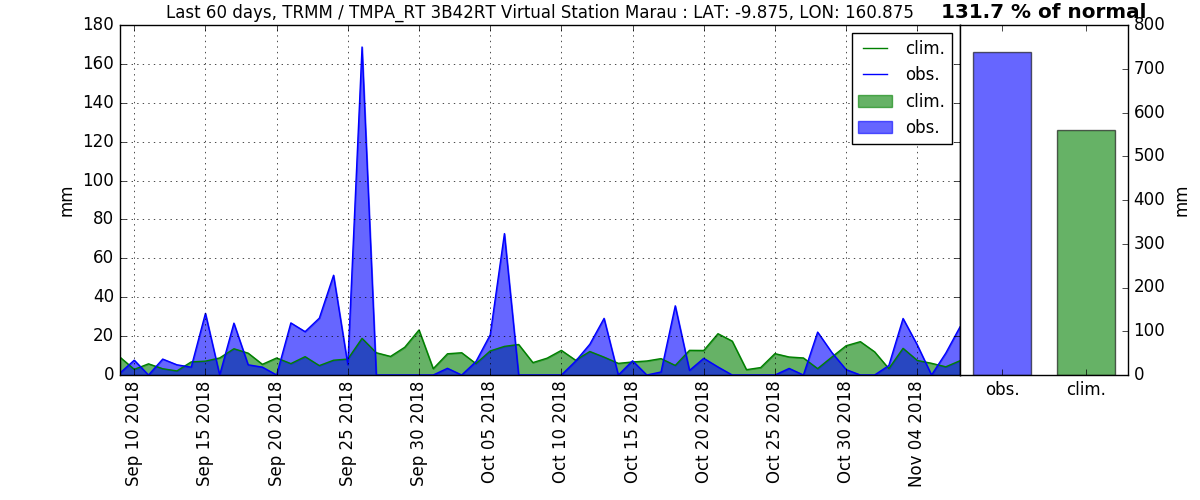 Last 60 days, TRMM / TMPA_RT 3B42RT Virtual Station Marau : LAT: -9.875, LON: 160.875
131.7 % of normal
180
160
140
120
100
80
60
40
20
0
mm
clim.
obs.
clim.
obs.
Sep 10 2018
Sep 15 2018
Sep 20 2018
Sep 25 2018
Sep 30 2018
Oct 05 2018
Oct 10 2018
Oct 15 2018
Oct 20 2018
Oct 25 2018
Oct 30 2018
Nov 04 2018
800
700
600
500
400
300
200
100
0
mm
obs.
clim.